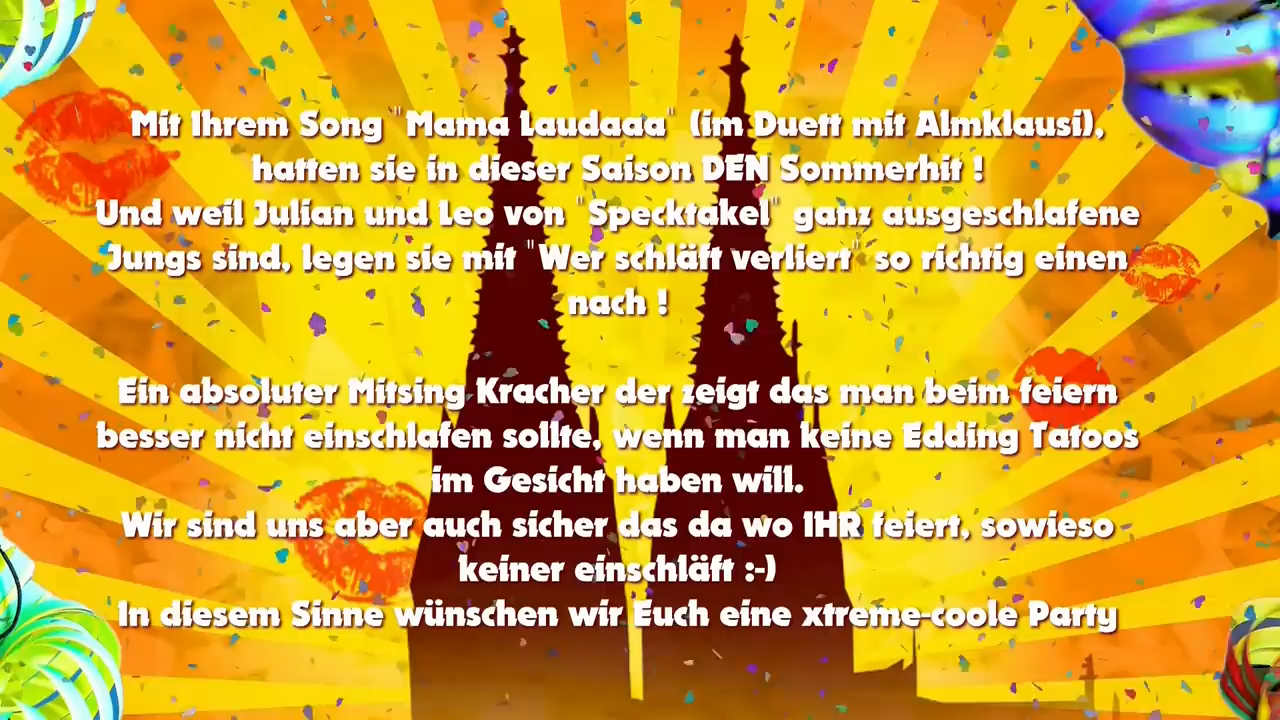 Mit Ihrem Song "Mama Laudaaa" (im Duett mit Almklausi),
hatten sie in dieser Saison DEN Sommerhit !
Und weil Julian und Leo von "Specktakel" ganz ausgeschlafene
Jungs sind, legen sie mit "Wer schläft verliert" so richtig einen
nach !
Ein absoluter Mitsing Kracher der zeigt das man beim feiern
besser nicht einschlafen sollte, wenn man keine Edding Tatoos
im Gesicht haben will.
Wir sind uns aber auch sicher das da wo IHR feiert, sowieso
keiner einschläft :-)
In diesem Sinne wünschen wir Euch eine xtreme-coole Party